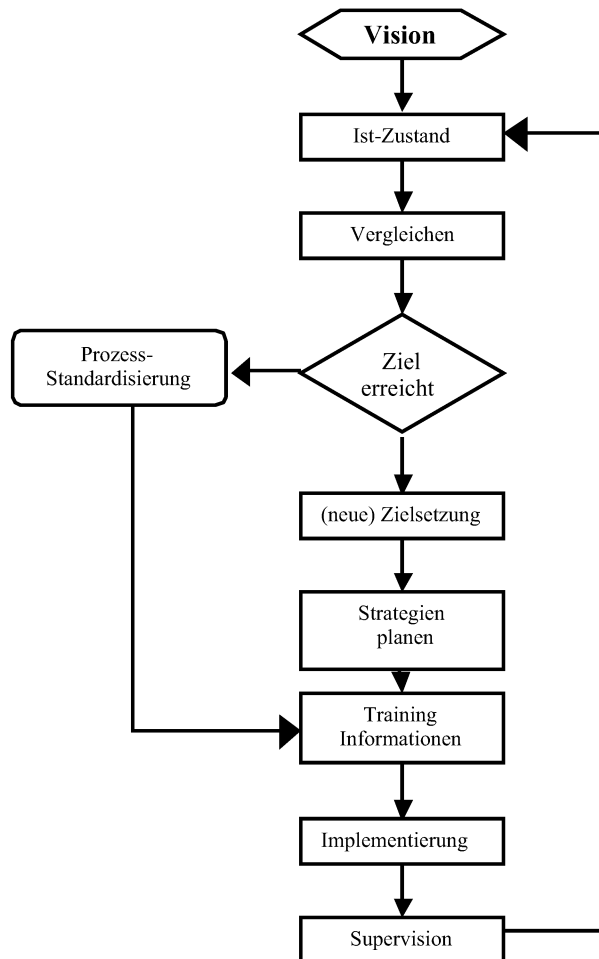 Vision
Ist-Zustand
Vergleichen
Ziel
erreicht
Prozess-
Standardisierung
(neue) Zielsetzung
Strategien
planen
Training
Informationen
Implementierung
Supervision